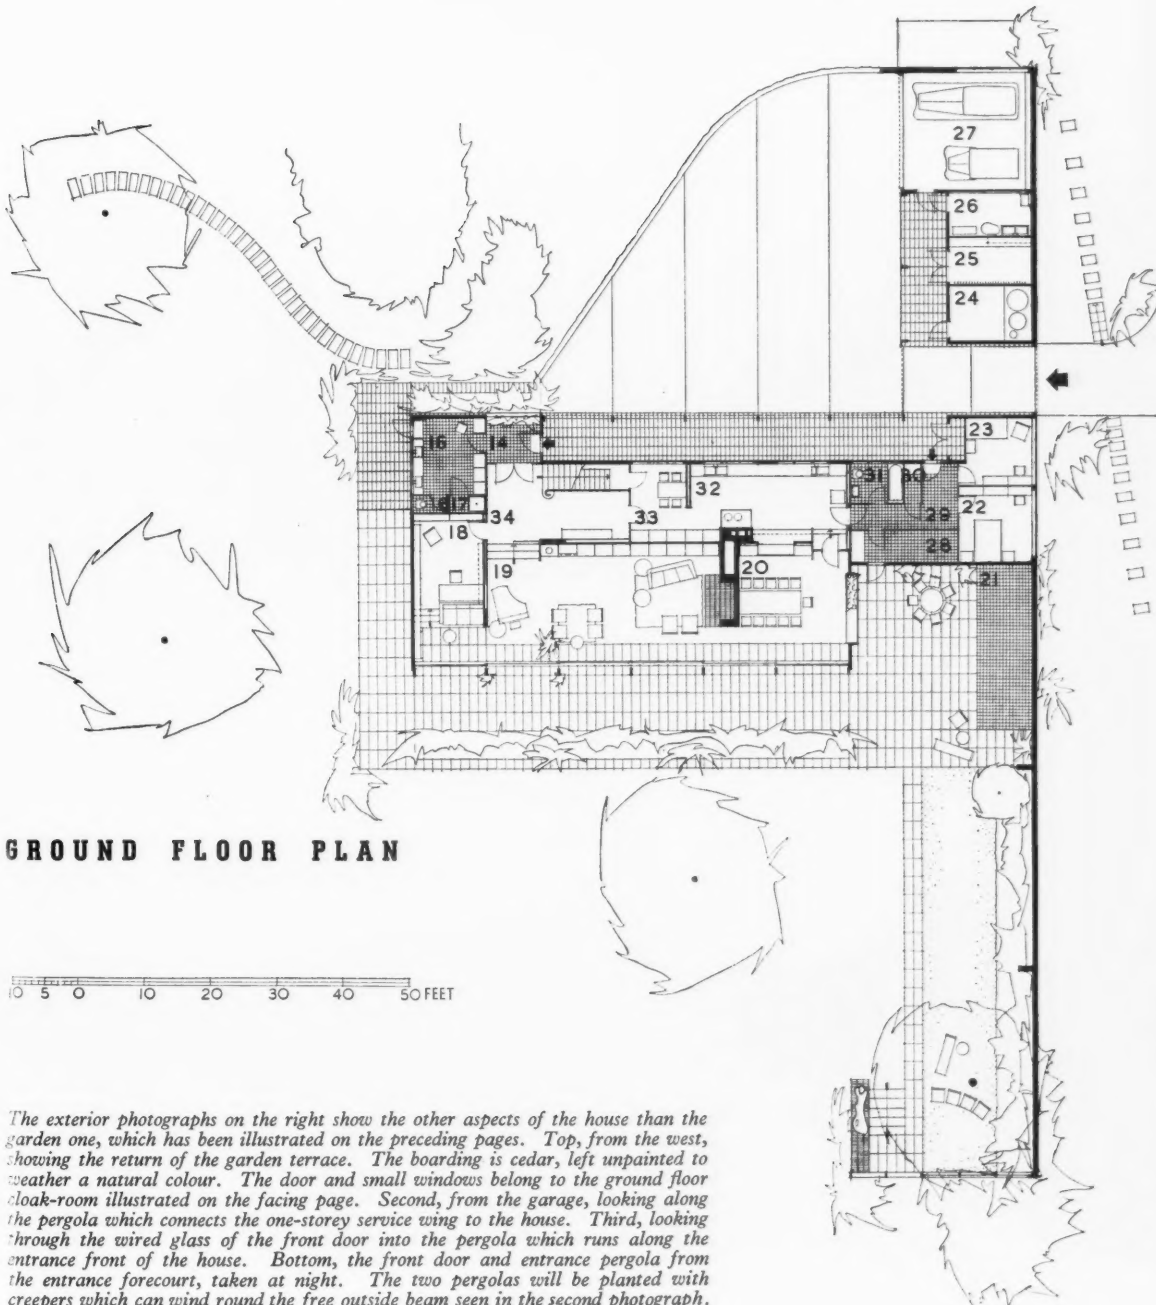 27
26
25
24
23
16 14
31 30
32
17
22
34 33 29
18
28
19 20
21
GROUND FLOOR PLAN
10 5 0 10 20 30 40 50 FEET
The exterior photographs on the right show the other aspects of the house than the
garden one, which has been illustrated on the preceding pages. Top, from the west,
showing the return of the garden terrace. The boarding is cedar, left unpainted to
weather a natural colour. The door and small windows belong to the ground floor
cloak-room illustrated on the facing page. Second, from the garage, looking along
the pergola which connects the one-storey service wing to the house. Third, looking
through the wired glass of the front door into the pergola which runs along the
entrance front of the house. Bottom, the front door and entrance pergola from
the entrance forecourt, taken at night. The two pergolas will be planted with
creepers which can wind round the free outside beam seen in the second photograph.